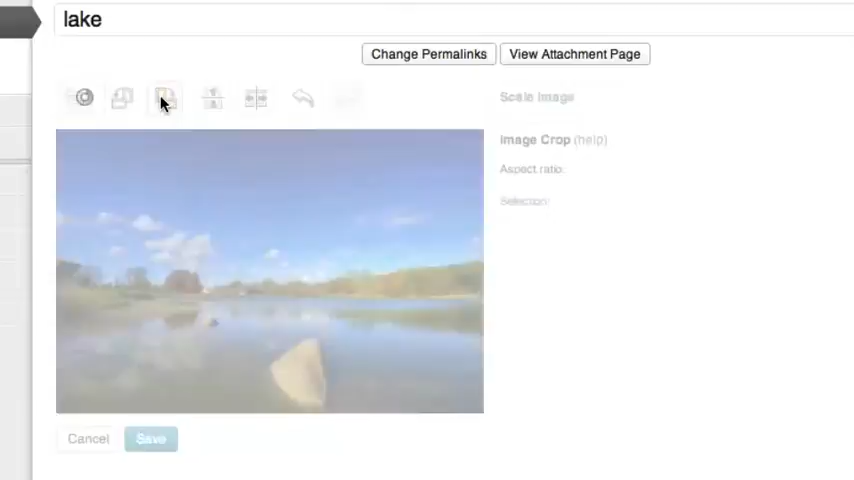 lake
Change Permalinks View Attachment Page
Scale Image
Image Crop (help)
Aspect ratio:
Selection:
Cancel Save